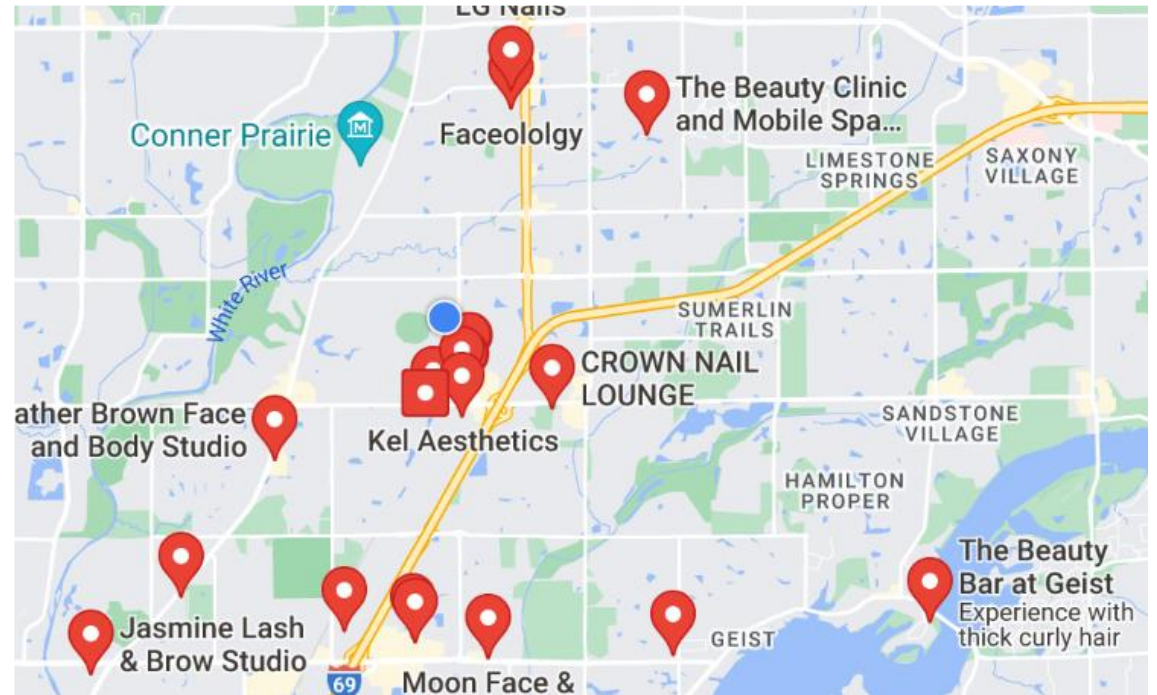 LG Nails
The Beauty Clinic
and Mobile Spa...
Conner Prairie
M
Faceololgy
LIMESTONE
SPRINGS
SAXONY
VILLAGE
White River
SUMERLIN
TRAILS
CROWN NAIL
LOUNGE
ather Brown Face
and Body Studio
Kel Aesthetics
SANDSTONE
VILLAGE
HAMILTON
PROPER
The Beauty
Bar at Geist
Experience with
thick curly hair
Jasmine Lash
& Brow Studio
GEIST
69
Moon Face &